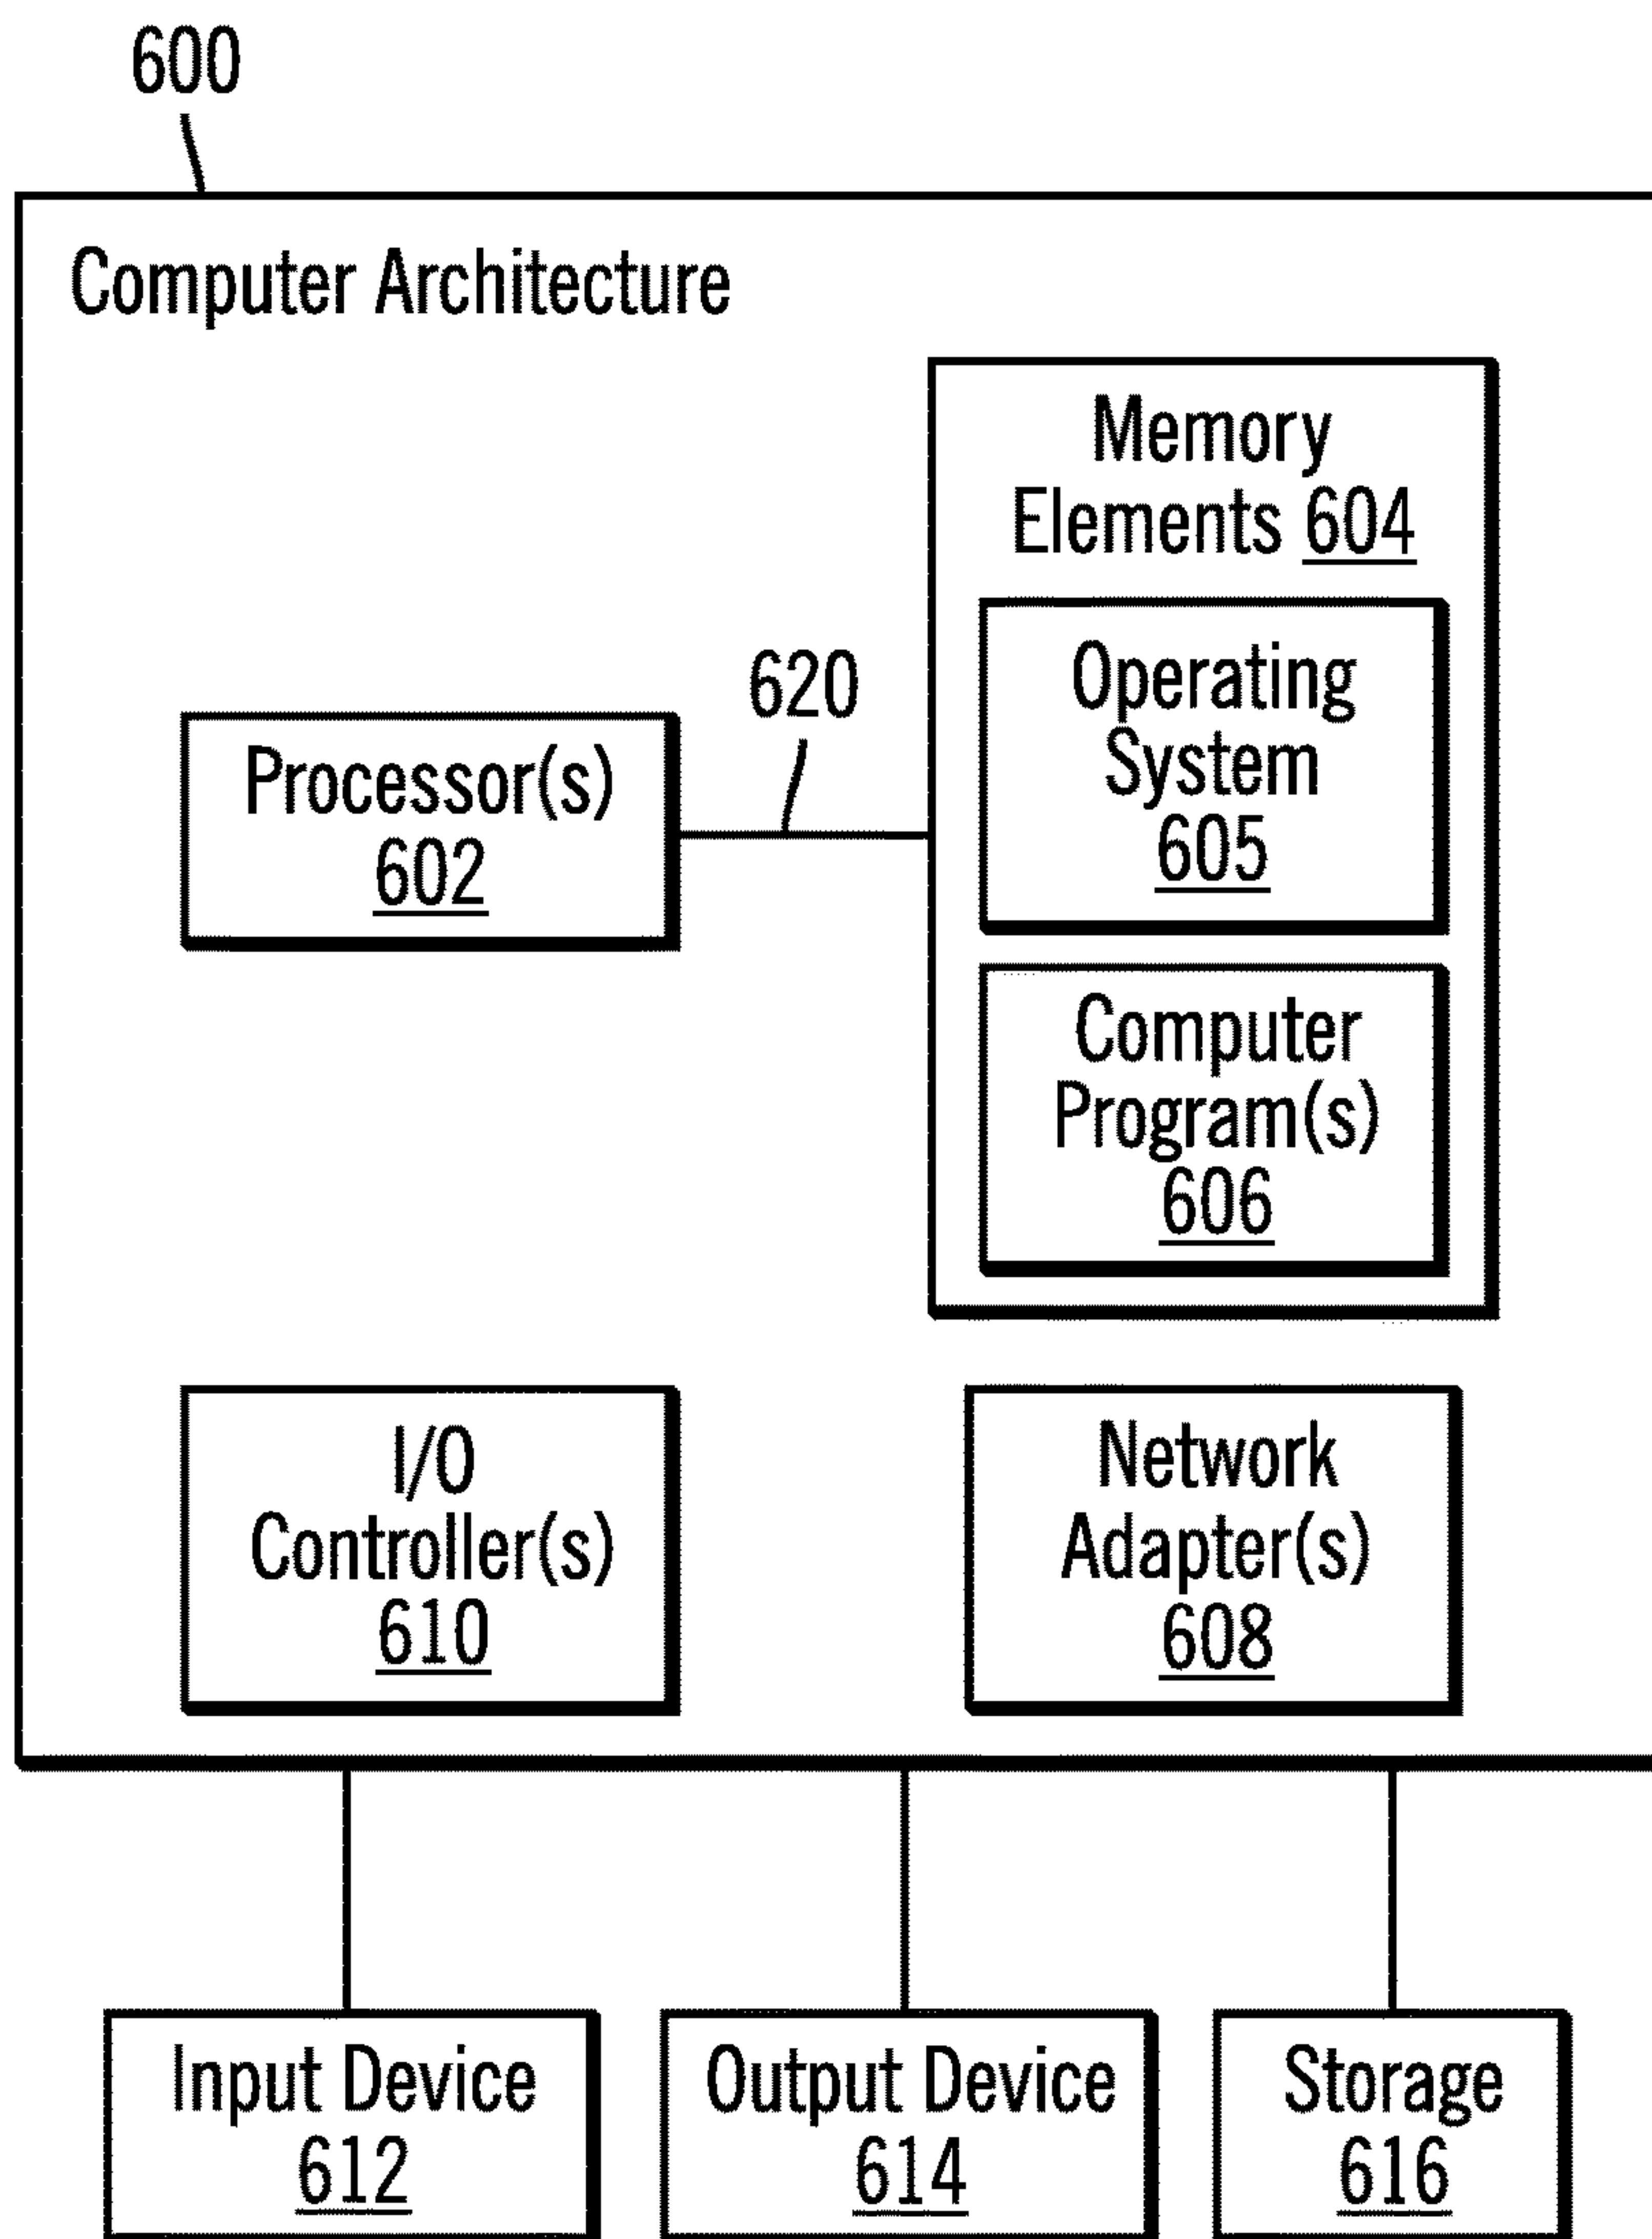 600
Computer Architecture
Memory
Elements 604
Operating
System
605
620
Processor(s)
602
Computer
Program(s)
606
I/O
Controller(s)
610
Network
Adapter(s)
608
Input Device
612
Output Device
614
Storage
616